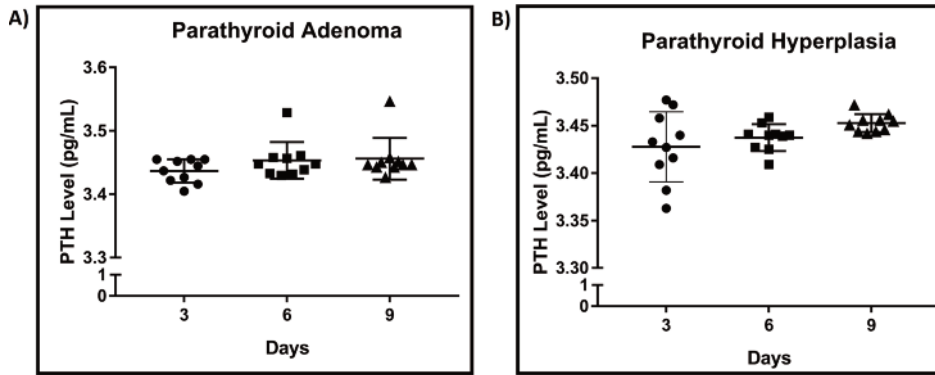 A)
Parathyroid Adenoma
PTH Level (pg/mL)
3.6
3.5
3.4
3.3
1
0
3 6 9
Days
B)
Parathyroid Hyperplasia
PTH Level (pg/mL)
3.50
3.45
3.40
3.35
3.30
1
0
3 6 9
Days